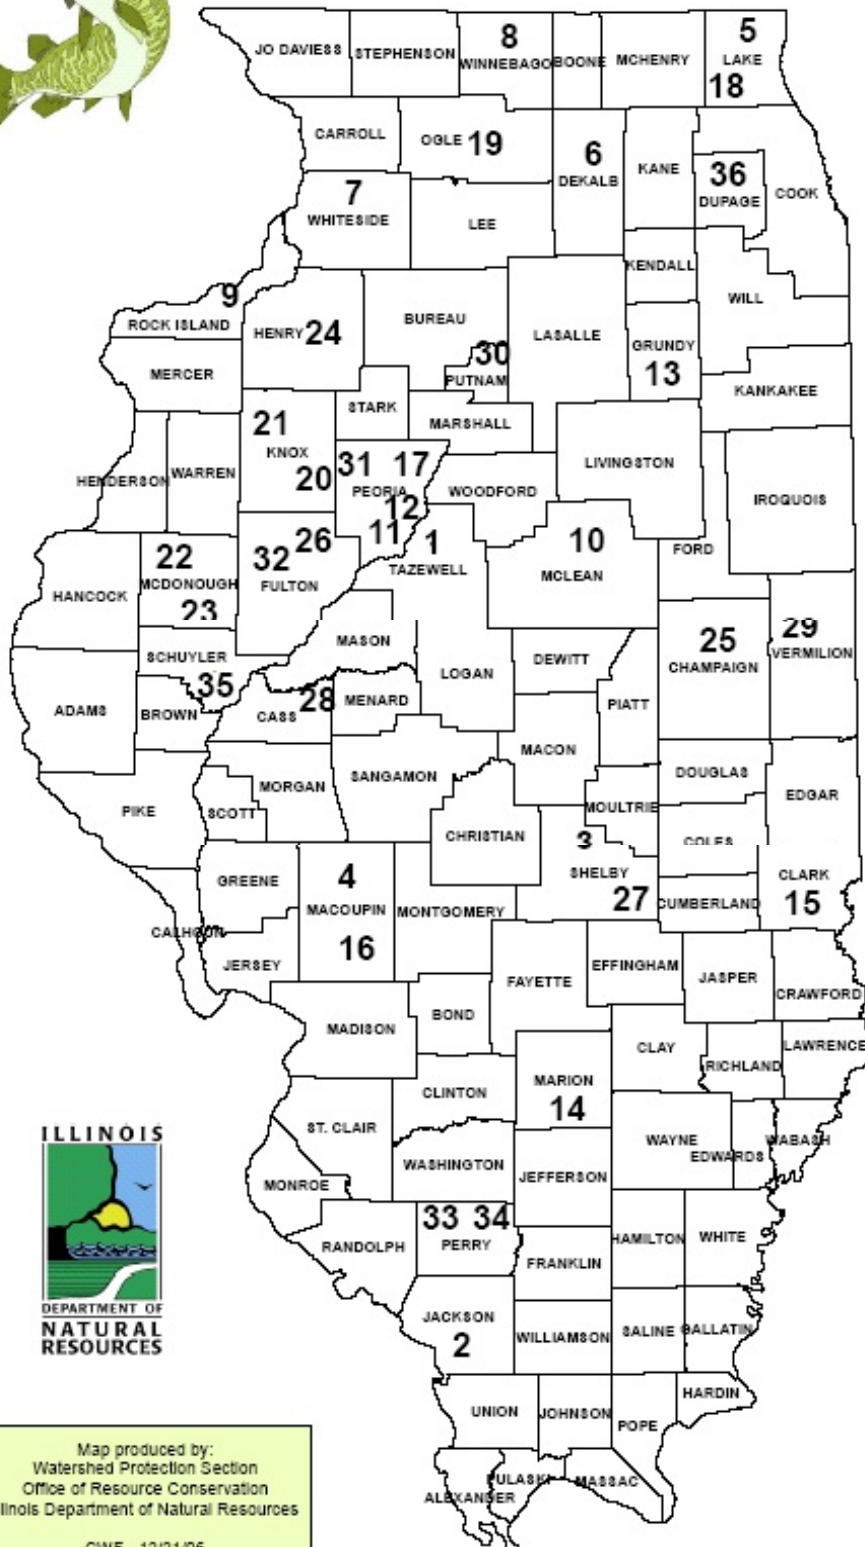 8
5
JO DAVIESS
STEPHENSON
WINNEBAGO
BOONE
MCHENRY
LAKE
18
CARROLL
OGLE 19
6
DEKALB
KANE
36
DUPAGE
COOK
7
WHITESIDE
LEE
KENDALL
WILL
9
ROCK ISLAND
HENRY 24
BUREAU
LASALLE
GRUNDY
13
30
PUTNAM
MERCER
KANKAKEE
STARK
MARSHALL
21
KNOX
20
31 17
PEORIA
12
11
HENDERSON
WARREN
WOODFORD
LIVINGSTON
IROQUOIS
FORD
1
TAZEWELL
10
MCLEAN
HANCOCK
22
MCDONOUGH
23
32 26
FULTON
MASON
SCHUYLER
35
LOGAN
DEWITT
25
CHAMPAIGN
29
VERMILION
ADAMS
BROWN
CASS 28
MENARD
PIATT
MACON
PIKE
SCOTT
MORGAN
SANGAMON
CHRISTIAN
MOULTRIE
DOUGLAS
EDGAR
COLES
3
SHELBY
27
GREENE
4
MACOUPIN
16
MONTGOMERY
CUMBERLAND
CLARK
15
CALHOUN
JERSEY
FAYETTE
EFFINGHAM
JASPER
CRAWFORD
MADISON
BOND
CLAY
RICHLAND
LAWRENCE
CLINTON
MARION
14
ST. CLAIR
WAYNE
EDWARDS
WABASH
WASHINGTON
JEFFERSON
MONROE
RANDOLPH
33 34
PERRY
FRANKLIN
HAMILTON
WHITE
JACKSON
2
WILLIAMSON
SALINE
GALLATIN
UNION
JOHNSON
POPE
HARDIN
ALEXANDER
PULASKI
MASSAC
ILLINOIS
DEPARTMENT OF
NATURAL
RESOURCES
Map produced by:
Watershed Protection Section
Office of Resource Conservation
llinois Department of Natural Resources